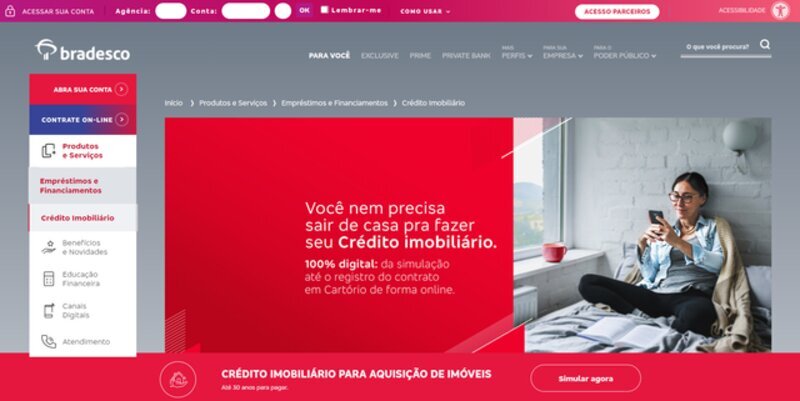 ACESSAR SUA CONTA Agência: Conta: OK Lembrar-me COMO USAR ACESSO PARCEIROS ACESSIBILIDADE
bradesco
PARA VOCÊ EXCLUSIVE PRIME PRIVATE BANK MAIS PERFIS PARA SUA EMPRESA PARA O PODER PÚBLICO O que você procura?
ABRA SUA CONTA
CONTRATE ON-LINE
Produtos
e Serviços
Empréstimos e
Financiamentos
Crédito Imobiliário
Benefícios
e Novidades
Educação
Financeira
Canais
Digitais
Atendimento
Início Produtos e Serviços Empréstimos e Financiamentos Crédito Imobiliário
Você nem precisa
sair de casa pra fazer
seu Crédito imobiliário.
100% digital: da simulação
até o registro do contrato
em Cartório de forma online.
CRÉDITO IMOBILIÁRIO PARA AQUISIÇÃO DE IMÓVEIS
Até 30 anos para pagar.
Simular agora